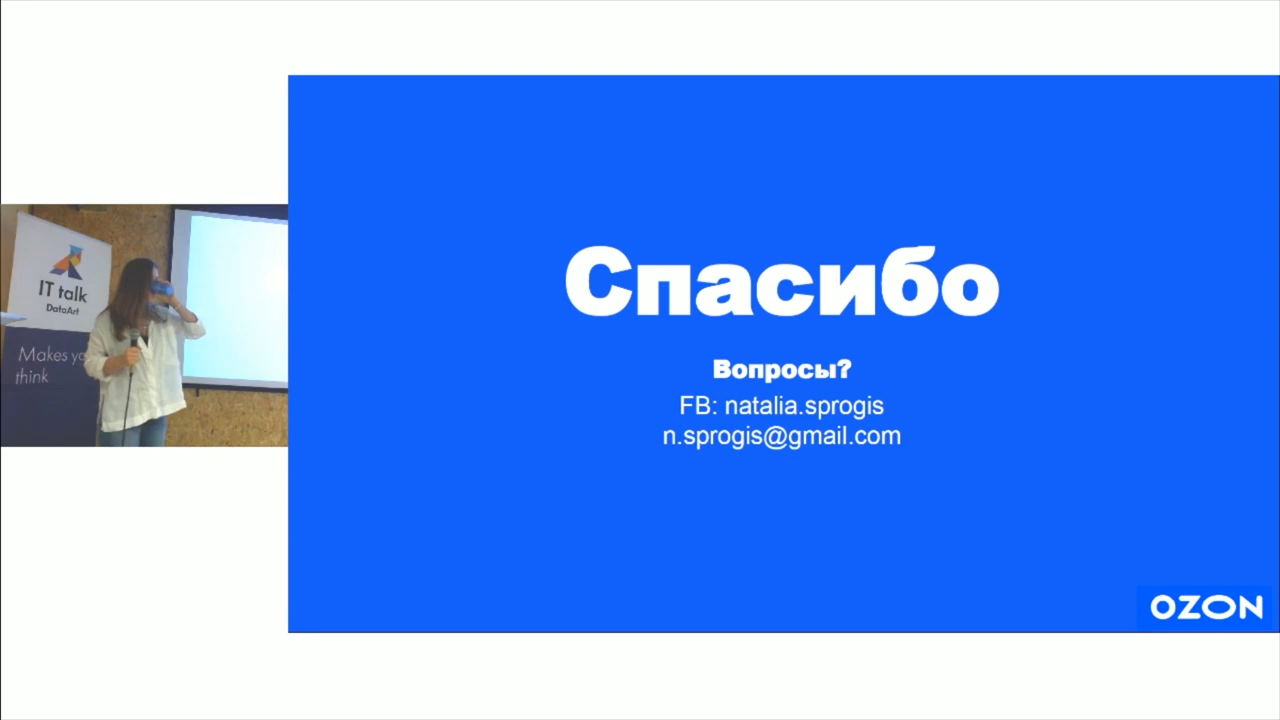 IT talk
DataArt
Makes yo
think
Спасибо
Вопросы?
FB: natalia.sprogis
n.sprogis@gmail.com
OZON